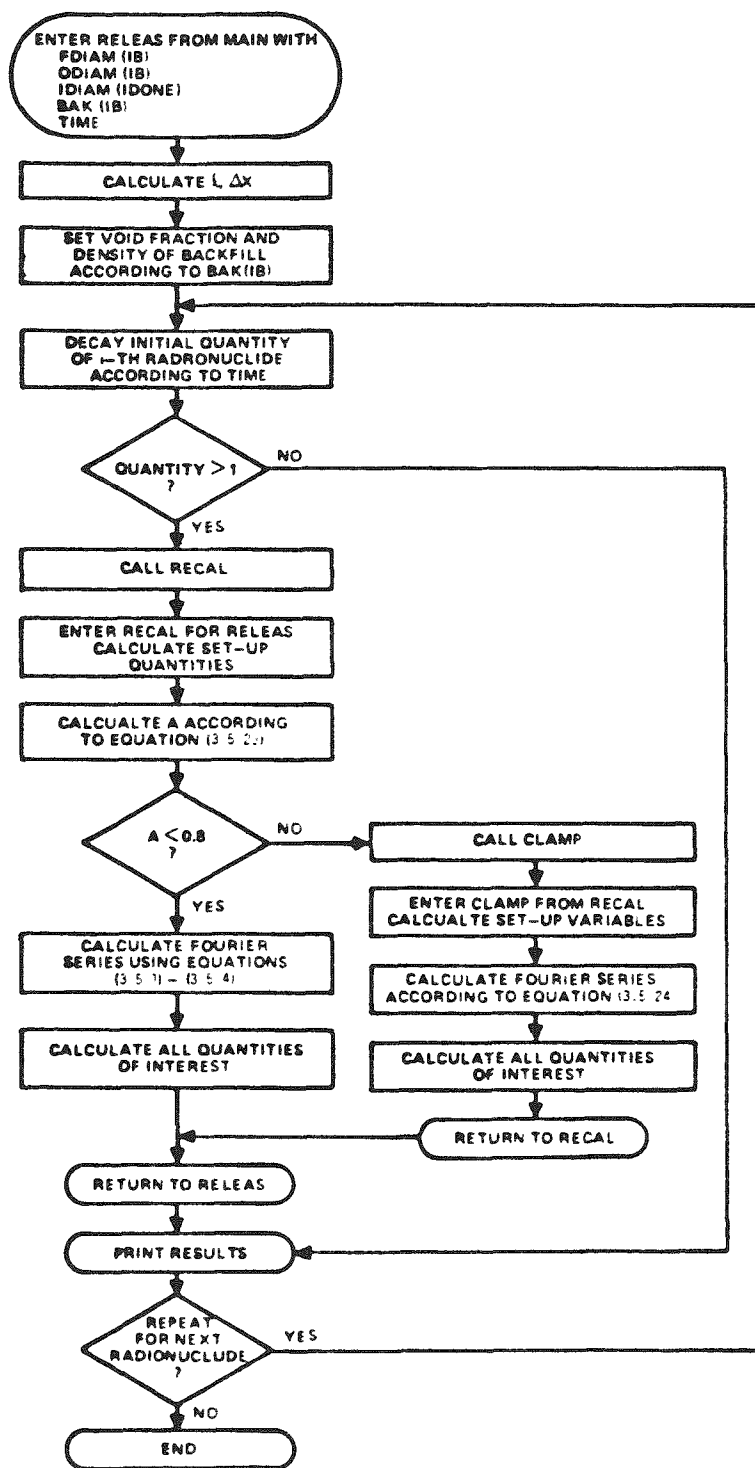 ENTER RELEAS FROM MAIN WITH
FDIAM (IB)
ODIAM (IB)
IDIAM (IDONE)
BAK (IB)
TIME
CALCULATE L, ΔX
SET VOID FRACTION AND
DENSITY OF BACKFILL
ACCORDING TO BAK(IB)
DECAY INITIAL QUANTITY
OF i-TH RADRONUCLIDE
ACCORDING TO TIME
QUANTITY > 1
?
NO
YES
CALL RECAL
ENTER RECAL FOR RELEAS
CALCULATE SET-UP
QUANTITIES
CALCUALTE A ACCORDING
TO EQUATION
A < 0.8
?
NO
YES
CALL CLAMP
ENTER CLAMP FROM RECAL
CALCUALTE SET-UP VARIABLES
CALCULATE FOURIER
SERIES USING EQUATIONS
CALCULATE FOURIER SERIES
ACCORDING TO EQUATION (3.5.24
CALCULATE ALL QUANTITIES
OF INTEREST
CALCULATE ALL QUANTITIES
OF INTEREST
RETURN TO RECAL
RETURN TO RELEAS
PRINT RESULTS
REPEAT
FOR NEXT
RADIONUCLUDE
?
YES
NO
END